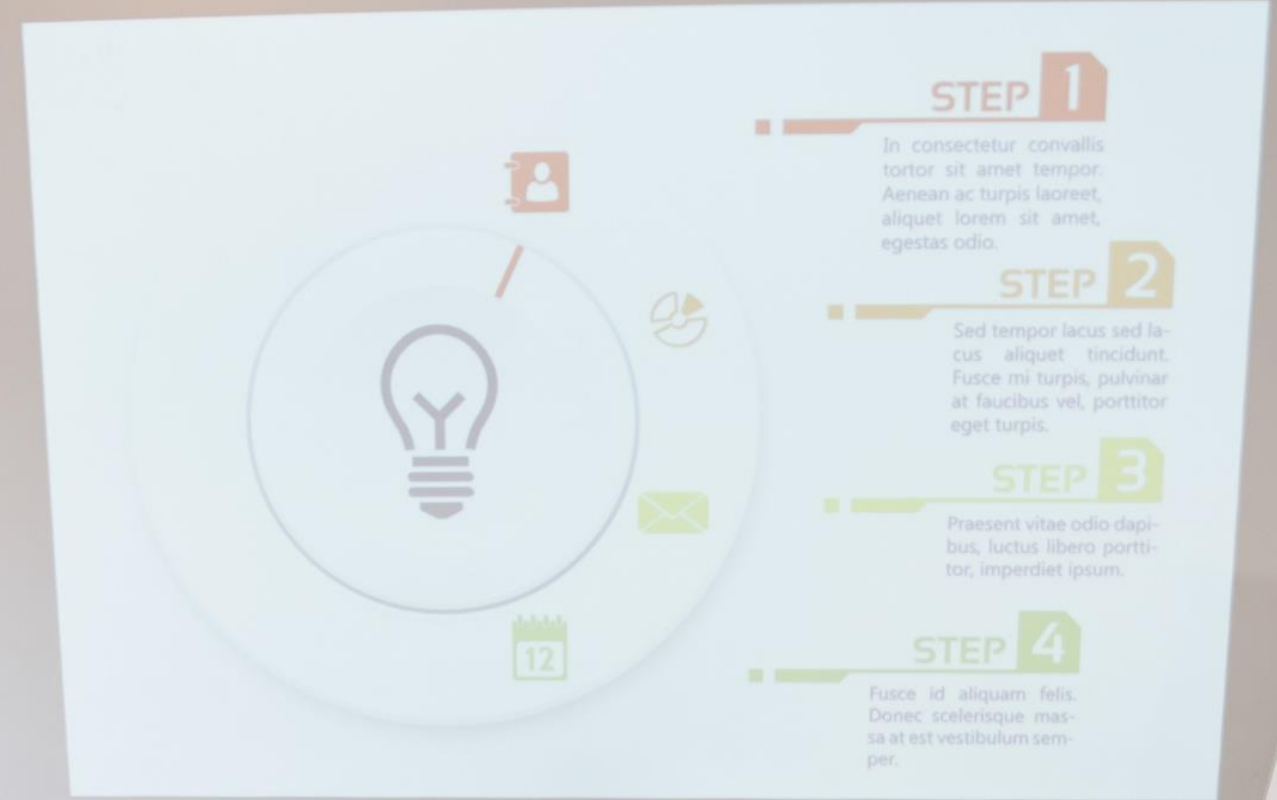 STEP 1
In consectetur convallis
tortor sit amet tempor.
Aenean ac turpis laoreet,
aliquet lorem sit amet,
egestas odio.
STEP 2
Sed tempor lacus sed la-
cus aliquet tincidunt.
Fusce mi turpis, pulvinar
at faucibus vel, porttitor
eget turpis.
STEP 3
Praesent vitae odio dapi-
bus, luctus libero portti-
tor, imperdiet ipsum.
12
STEP 4
Fusce id aliquam felis.
Donec scelerisque mas-
sa at est vestibulum sem-
per.